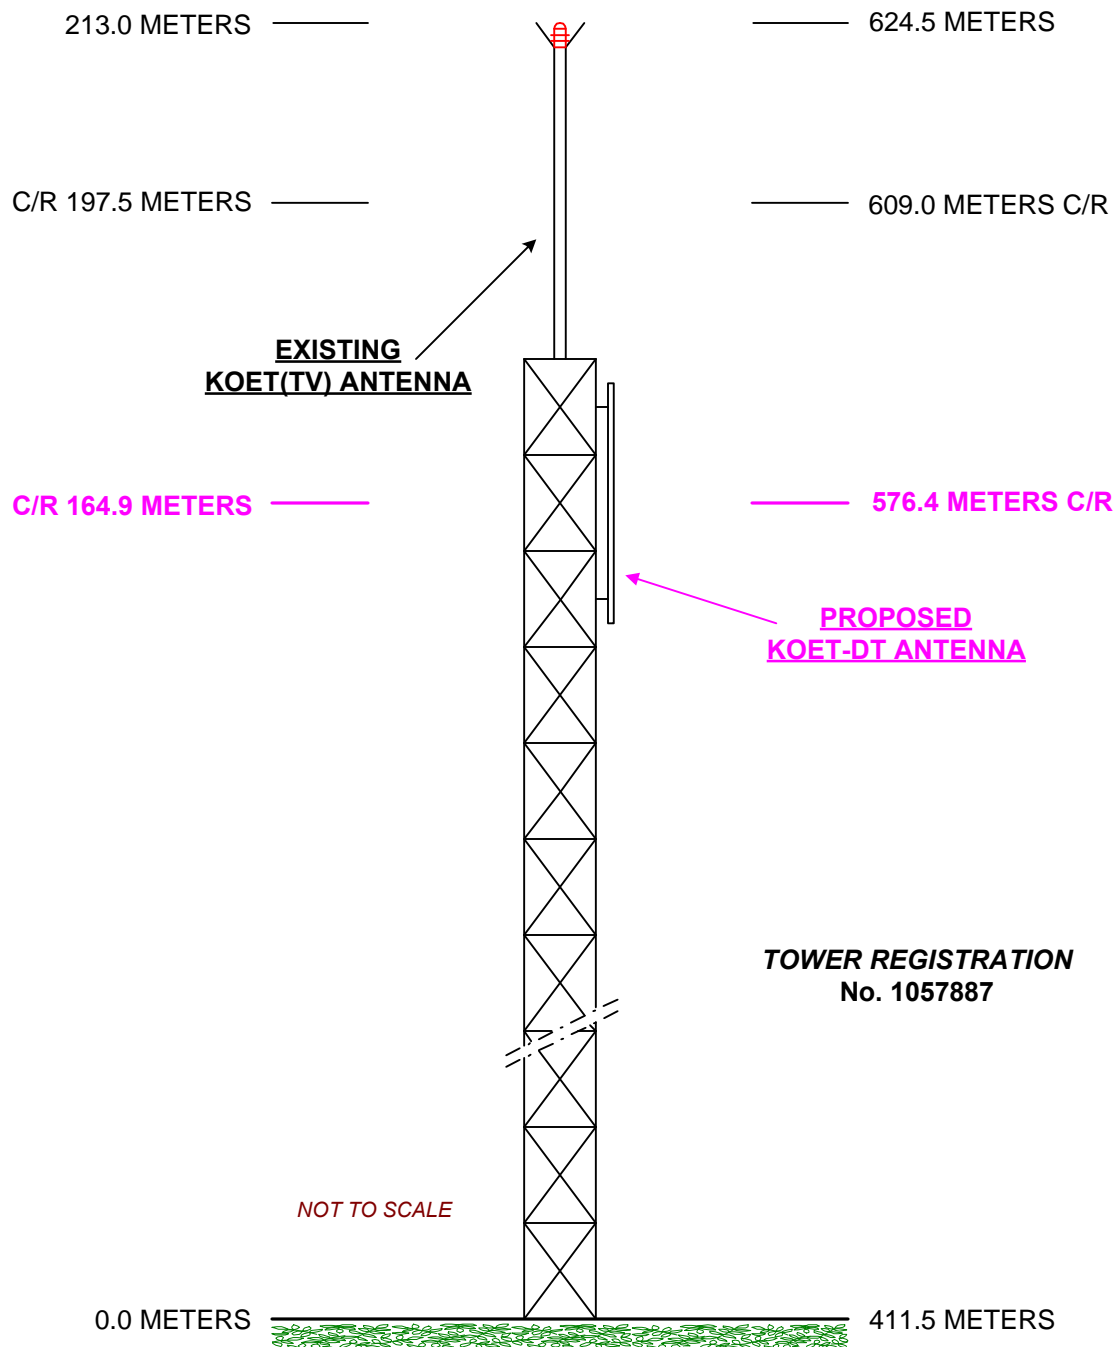 213.0 METERS
624.5 METERS
C/R 197.5 METERS
609.0 METERS C/R
EXISTING
KOET(TV) ANTENNA
C/R 164.9 METERS
576.4 METERS C/R
PROPOSED
KOET-DT ANTENNA
TOWER REGISTRATION
No. 1057887
NOT TO SCALE
0.0 METERS
411.5 METERS